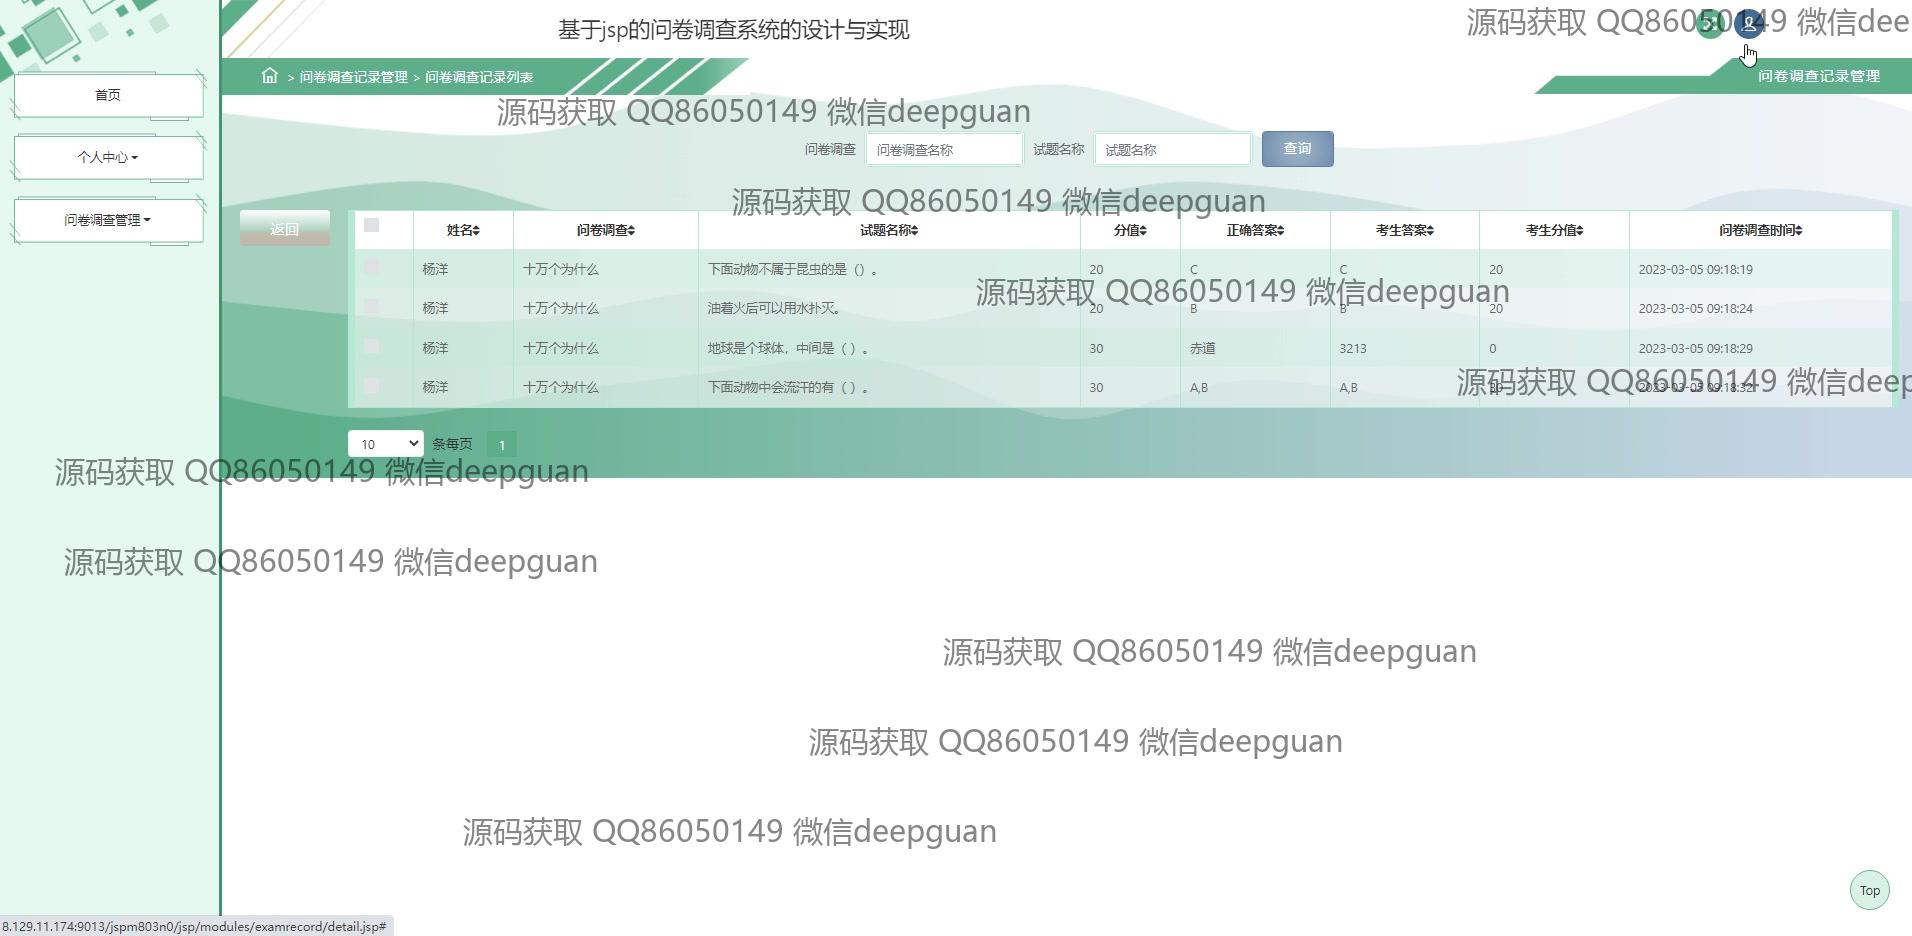 基于jsp的问卷调查系统的设计与实现
源码获取 QQ86050149 微信dee
> 问卷调查记录管理 > 问卷调查记录列表
问卷调查记录管理
首页
个人中心
问卷调查管理
源码获取 QQ86050149 微信deepguan
问卷调查 问卷调查名称 试题名称 试题名称 查询
源码获取 QQ86050149 微信deepguan
返回
姓名 问卷调查 试题名称 分值 正确答案 考生答案 考生分值 问卷调查时间
杨洋 十万个为什么 下面动物不属于昆虫的是（）。 20 C C 20 2023-03-05 09:18:19
源码获取 QQ86050149 微信deepguan
杨洋 十万个为什么 油着火后可以用水扑灭。 20 B B 20 2023-03-05 09:18:24
杨洋 十万个为什么 地球是个球体，中间是（ ）。 30 赤道 3213 0 2023-03-05 09:18:29
杨洋 十万个为什么 下面动物中会流汗的有（ ）。 30 A,B A,B 30 2023-03-05 09:18:32
源码获取 QQ86050149 微信deep
10 条每页 1
源码获取 QQ86050149 微信deepguan
源码获取 QQ86050149 微信deepguan
源码获取 QQ86050149 微信deepguan
源码获取 QQ86050149 微信deepguan
源码获取 QQ86050149 微信deepguan
Top
8.129.11.174:9013/jspm803n0/jsp/modules/examrecord/detail.jsp#